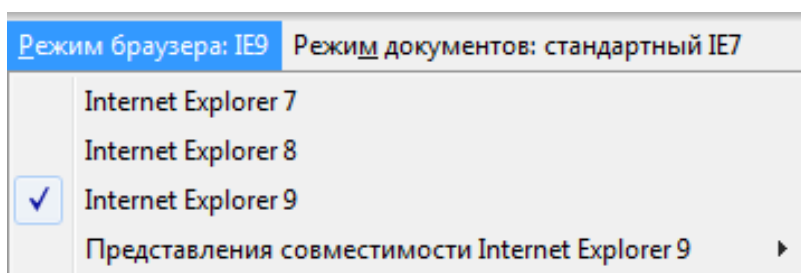 Режим браузера: IE9 Режим документов: стандартный IE7
Internet Explorer 7
Internet Explorer 8
Internet Explorer 9
Представления совместимости Internet Explorer 9